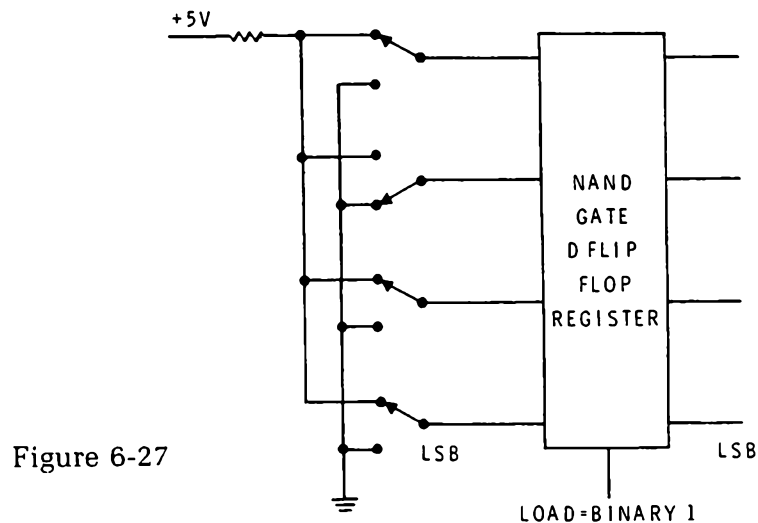 +5V
NAND
GATE
D FLIP
FLOP
REGISTER
LSB
LSB
Figure 6-27
LOAD=BINARY 1